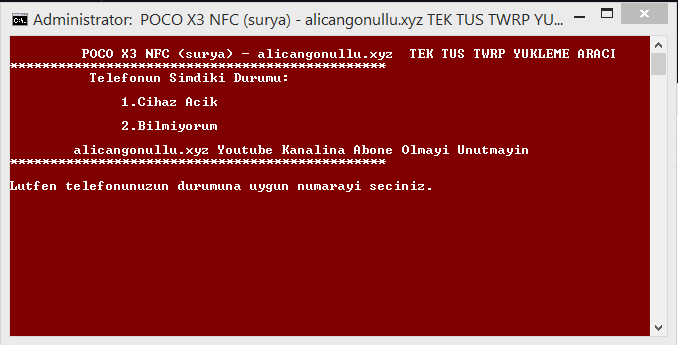 Administrator: POCO X3 NFC (surya) - alicangonullu.xyz TEK TUS TWRP YU...
POCO X3 NFC (surya) - alicangonullu.xyz TEK TUS TWRP YUKLEME ARACI
***********************************************
Telefonun Simdiki Durumu:
1.Cihaz Acik
2.Bilmiyorum
alicangonullu.xyz Youtube Kanalina Abone Olmayi Unutmayin
***********************************************
Lutfen telefonunuzun durumuna uygun numarayi seciniz.